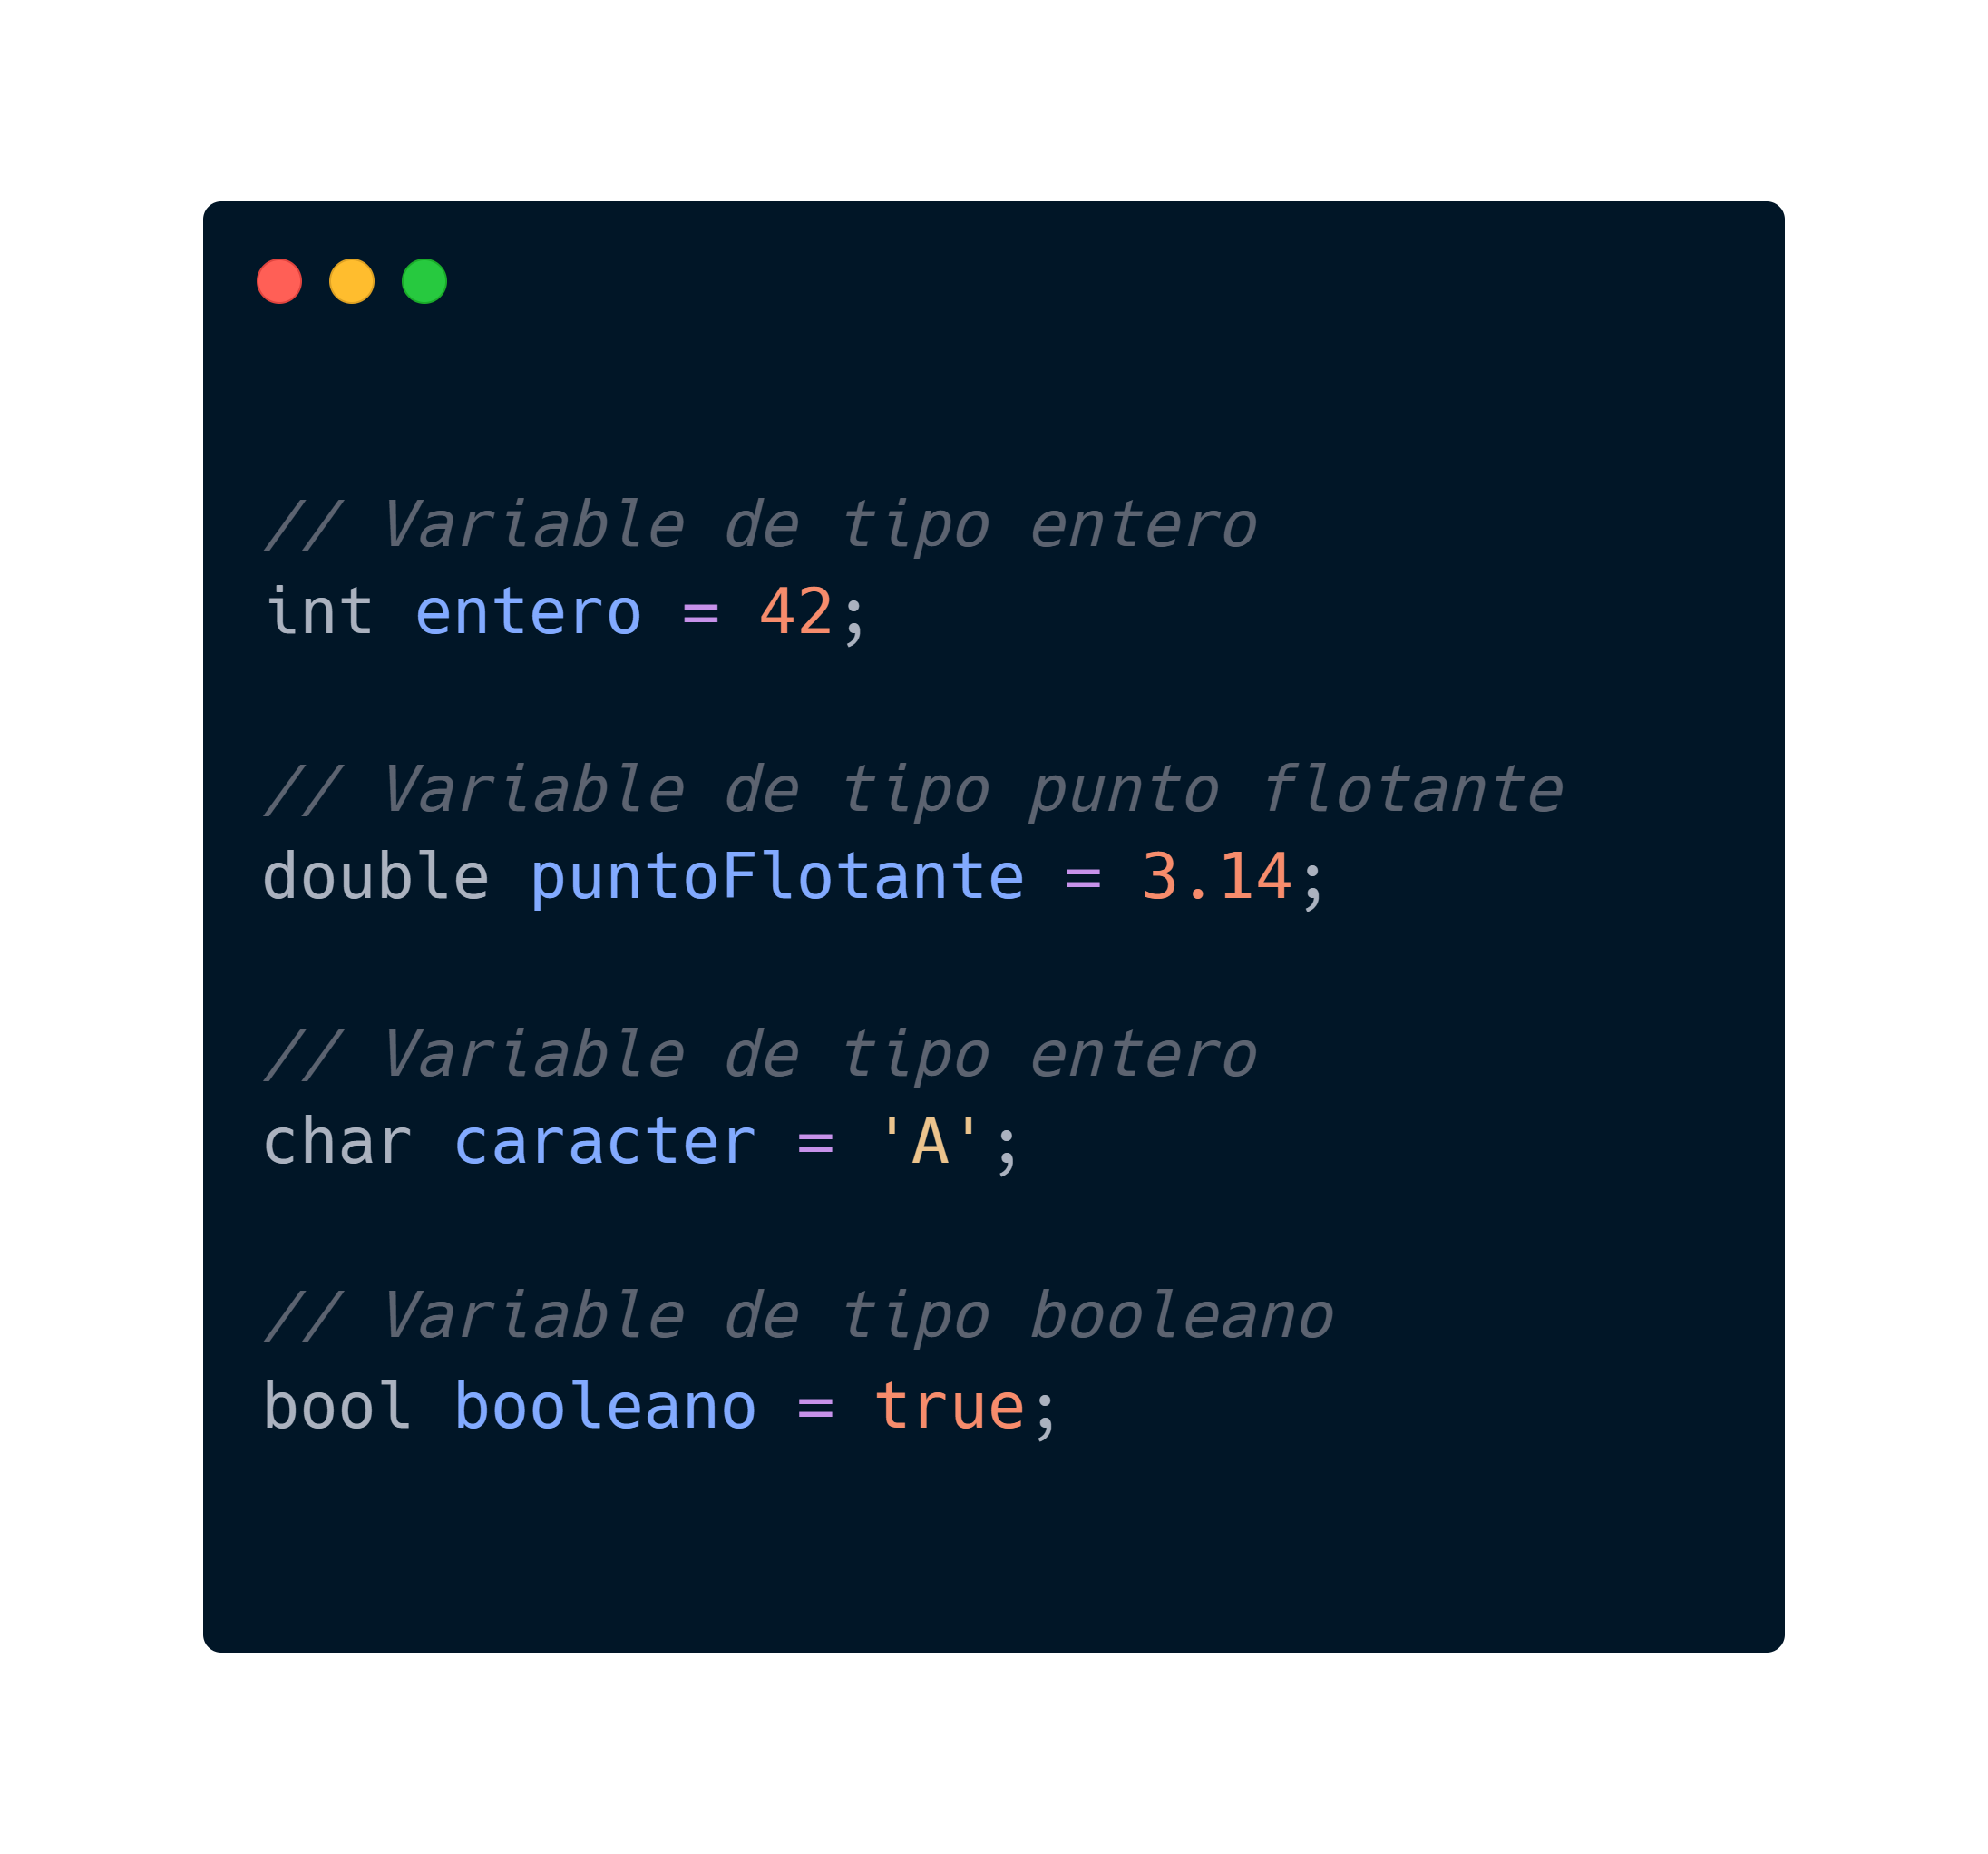 // Variable de tipo entero
int entero = 42;
// Variable de tipo punto flotante
double puntoFlotante = 3.14;
// Variable de tipo entero
char caracter = 'A';
// Variable de tipo booleano
bool booleano = true;